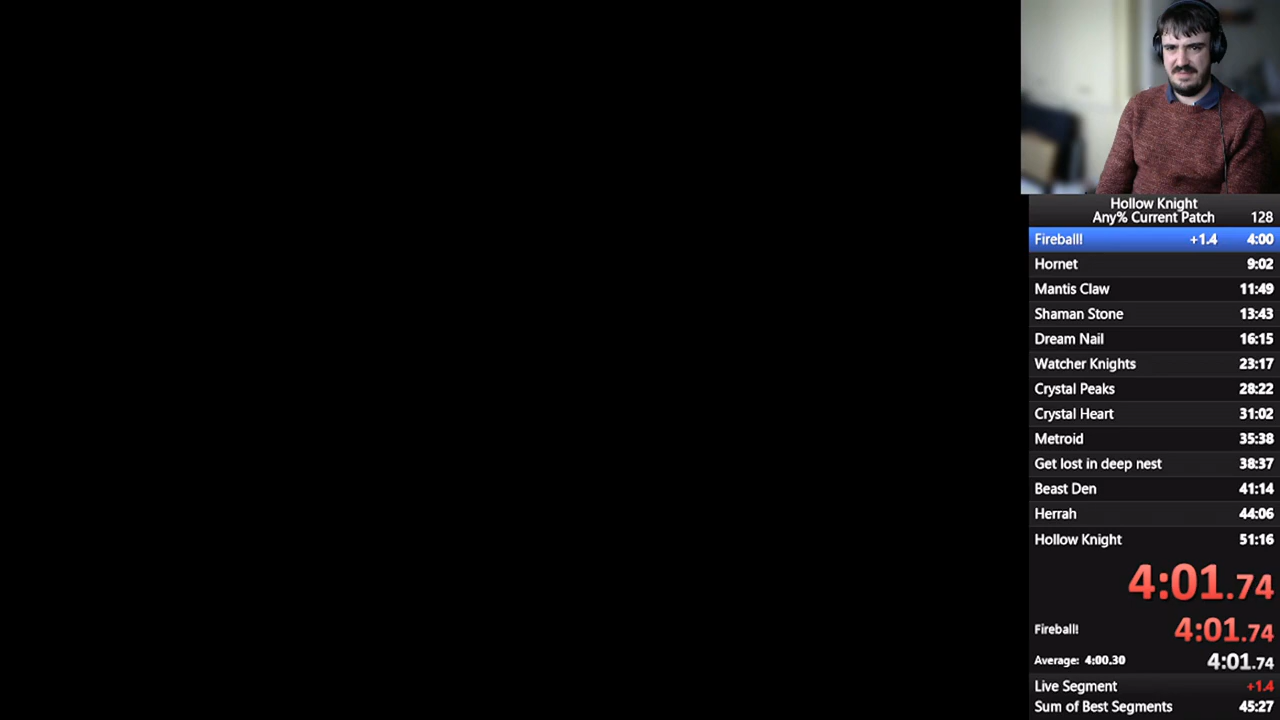 Hollow Knight
Any% Current Patch 128
Fireball! +1.4 4:00
Hornet 9:02
Mantis Claw 11:49
Shaman Stone 13:43
Dream Nail 16:15
Watcher Knights 23:17
Crystal Peaks 28:22
Crystal Heart 31:02
Metroid 35:38
Get lost in deep nest 38:37
Beast Den 41:14
Herrah 44:06
Hollow Knight 51:16
4:01.74
Fireball! 4:01.74
Average: 4:00.30 4:01.74
Live Segment +1.4
Sum of Best Segments 45:27